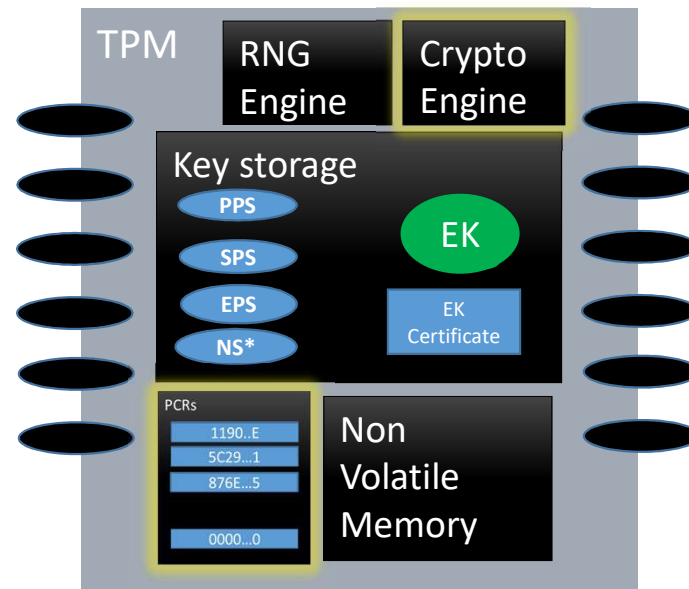 TPM
RNG
Engine
Crypto
Engine
Key storage
PPS
SPS
EPS
NS*
EK
EK
Certificate
PCRs
1190..E
5C29...1
876E...5
0000...0
Non
Volatile
Memory